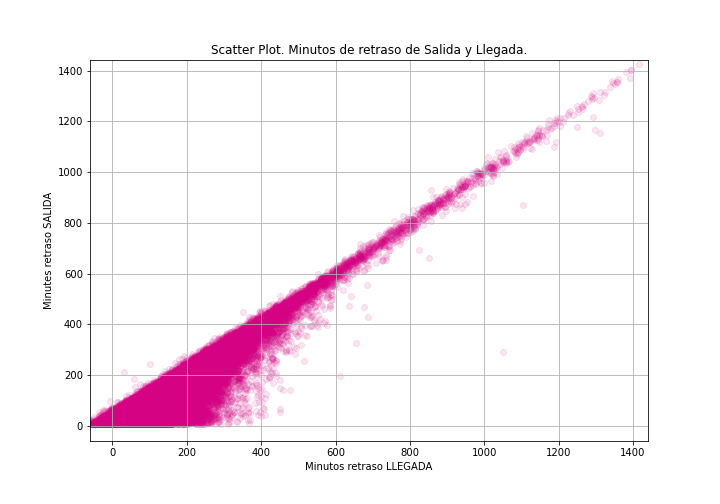 Scatter Plot. Minutos de retraso de Salida y Llegada.
1400
1200
1000
800
600
400
200
0
Minutes retraso SALIDA
0 200 400 600 800 1000 1200 1400
Minutos retraso LLEGADA